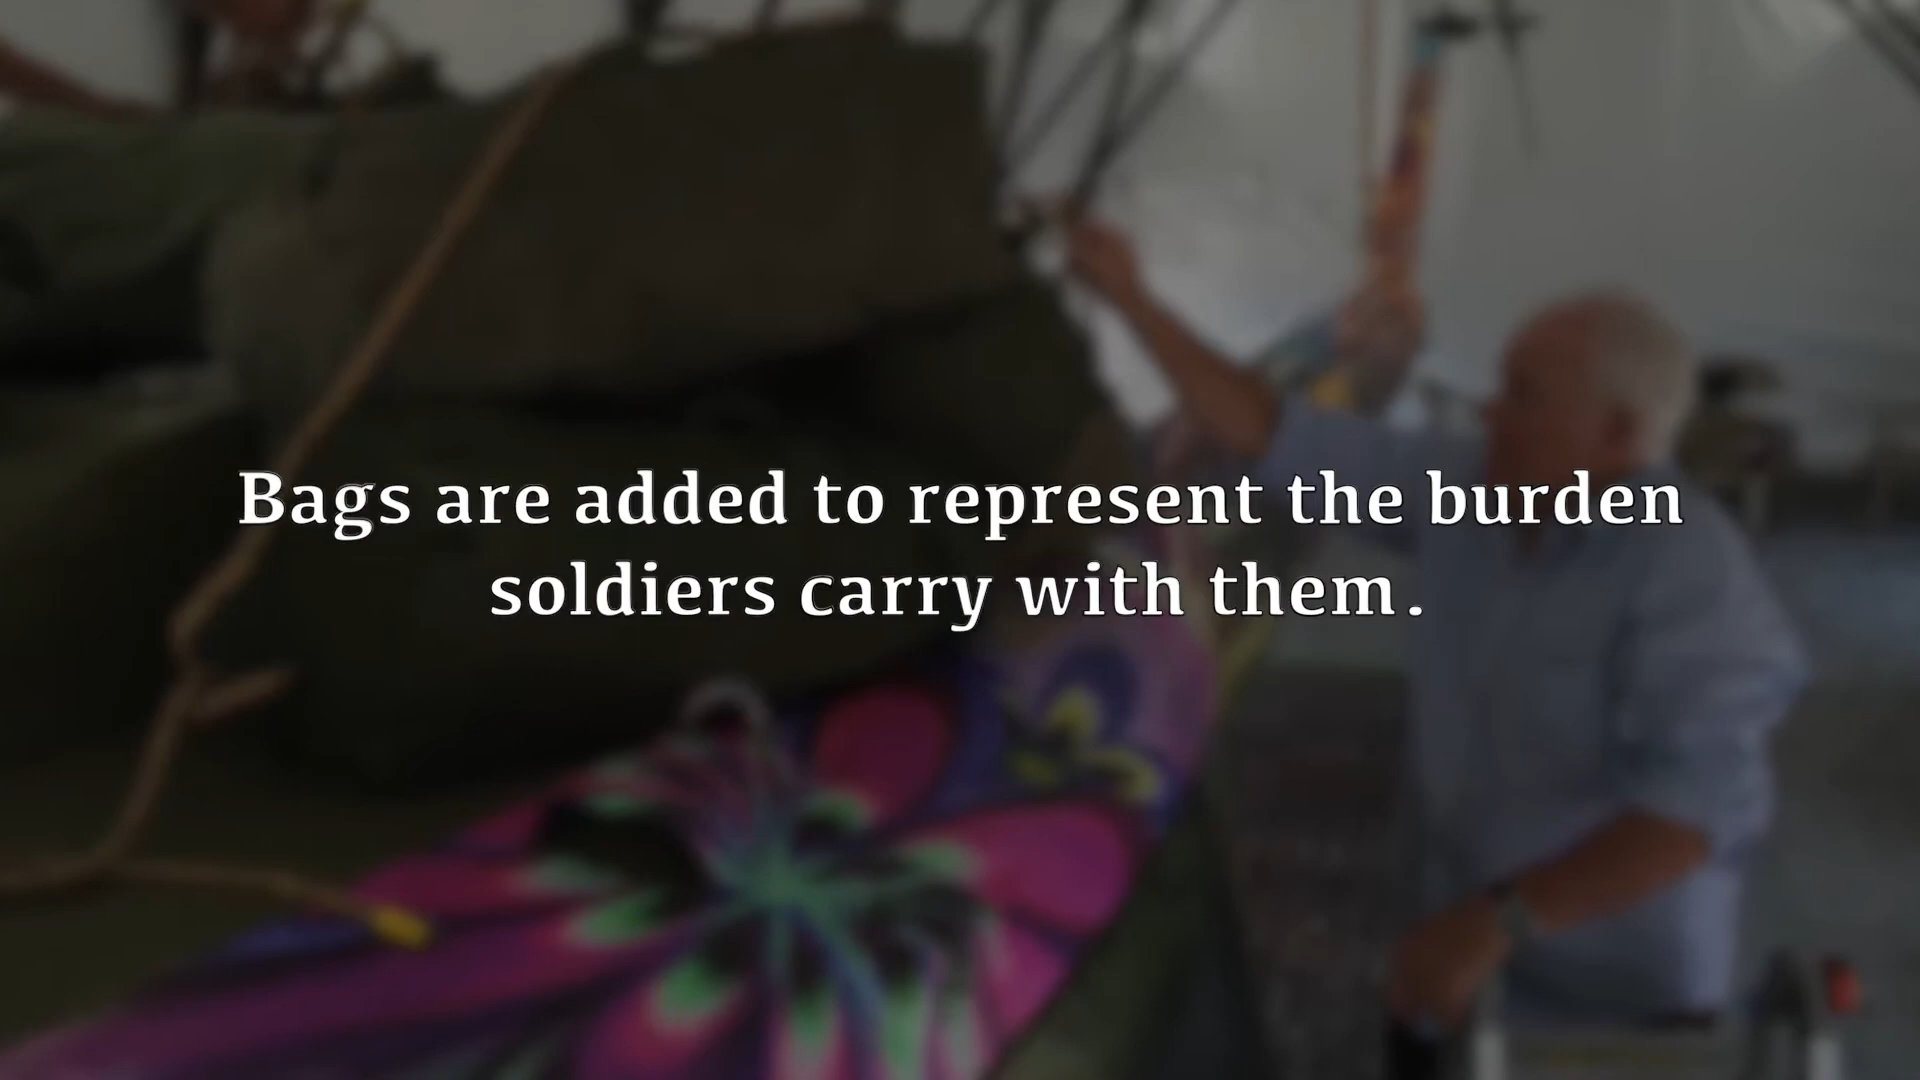 Bags are added to represent the burden
soldiers carry with them.